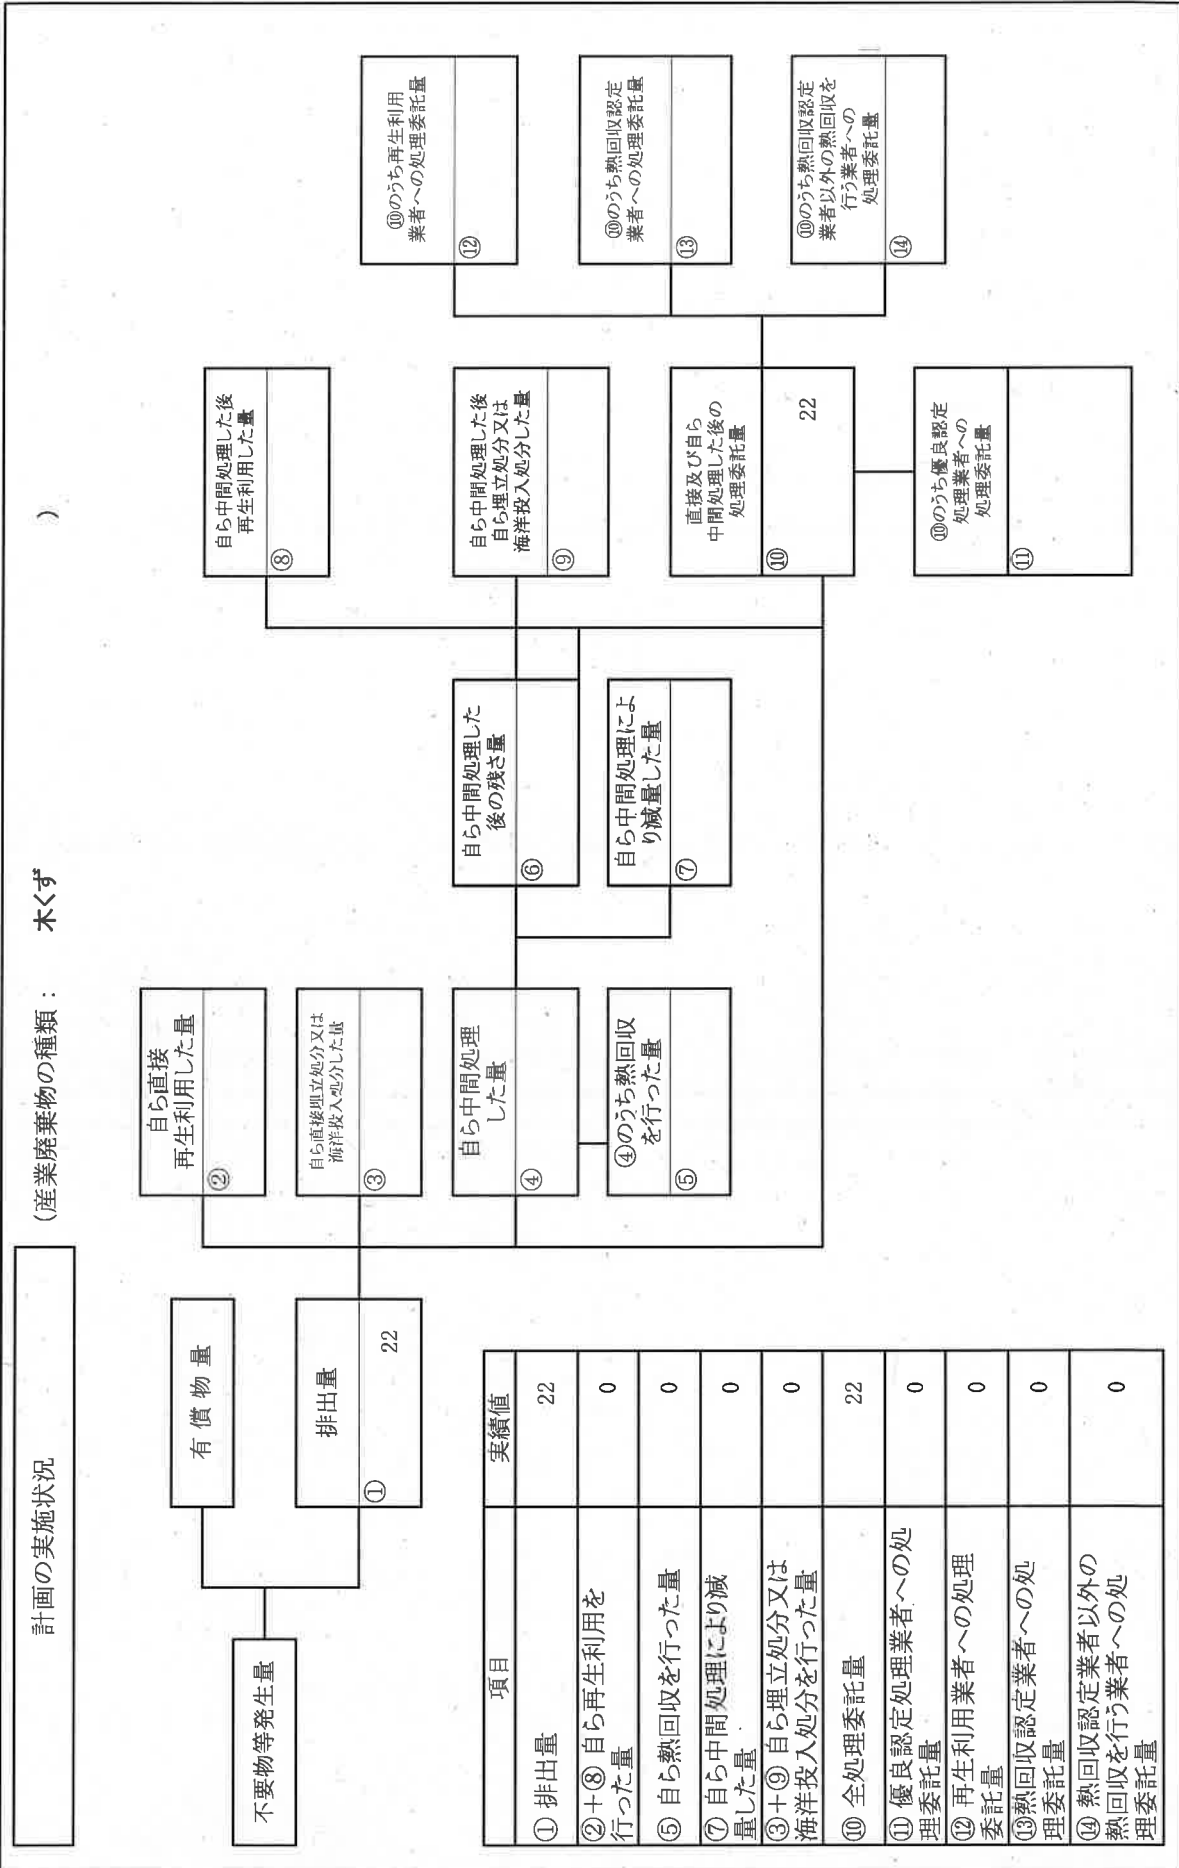 計画の実施状況
(産業廃棄物の種類: 木くず )
不要物等発生量
有償物量
排出量
① 22
自ら直接
再生利用した量
②
自ら直接埋立処分又は
海洋投入処分した量
③
自ら中間処理
した量
④
④のうち熱回収
を行った量
⑤
自ら中間処理した
後の残さ量
⑥
自ら中間処理によ
り減量した量
⑦
自ら中間処理した後
再生利用した量
⑧
自ら中間処理した後
自ら埋立処分又は
海洋投入処分した量
⑨
直接及び自ら
中間処理した後の
処理委託量
⑩ 22
⑩のうち優良認定
処理業者への
処理委託量
⑪
⑩のうち再生利用
業者への処理委託量
⑫
⑩のうち熱回収認定
業者への処理委託量
⑬
⑩のうち熱回収認定
業者以外の熱回収を
行う業者への
処理委託量
⑭
項目 実績値
① 排出量 22
②+⑧ 自ら再生利用を
行った量 0
⑤ 自ら熱回収を行った量 0
⑦ 自ら中間処理により減
量した量 0
③+⑨ 自ら埋立処分又は
海洋投入処分を行った量 0
⑩ 全処理委託量 22
⑪ 優良認定処理業者への処
理委託量 0
⑫ 再生利用業者への処理
委託量 0
⑬熱回収認定業者への処
理委託量 0
⑭ 熱回収認定業者以外の
熱回収を行う業者への処
理委託量 0